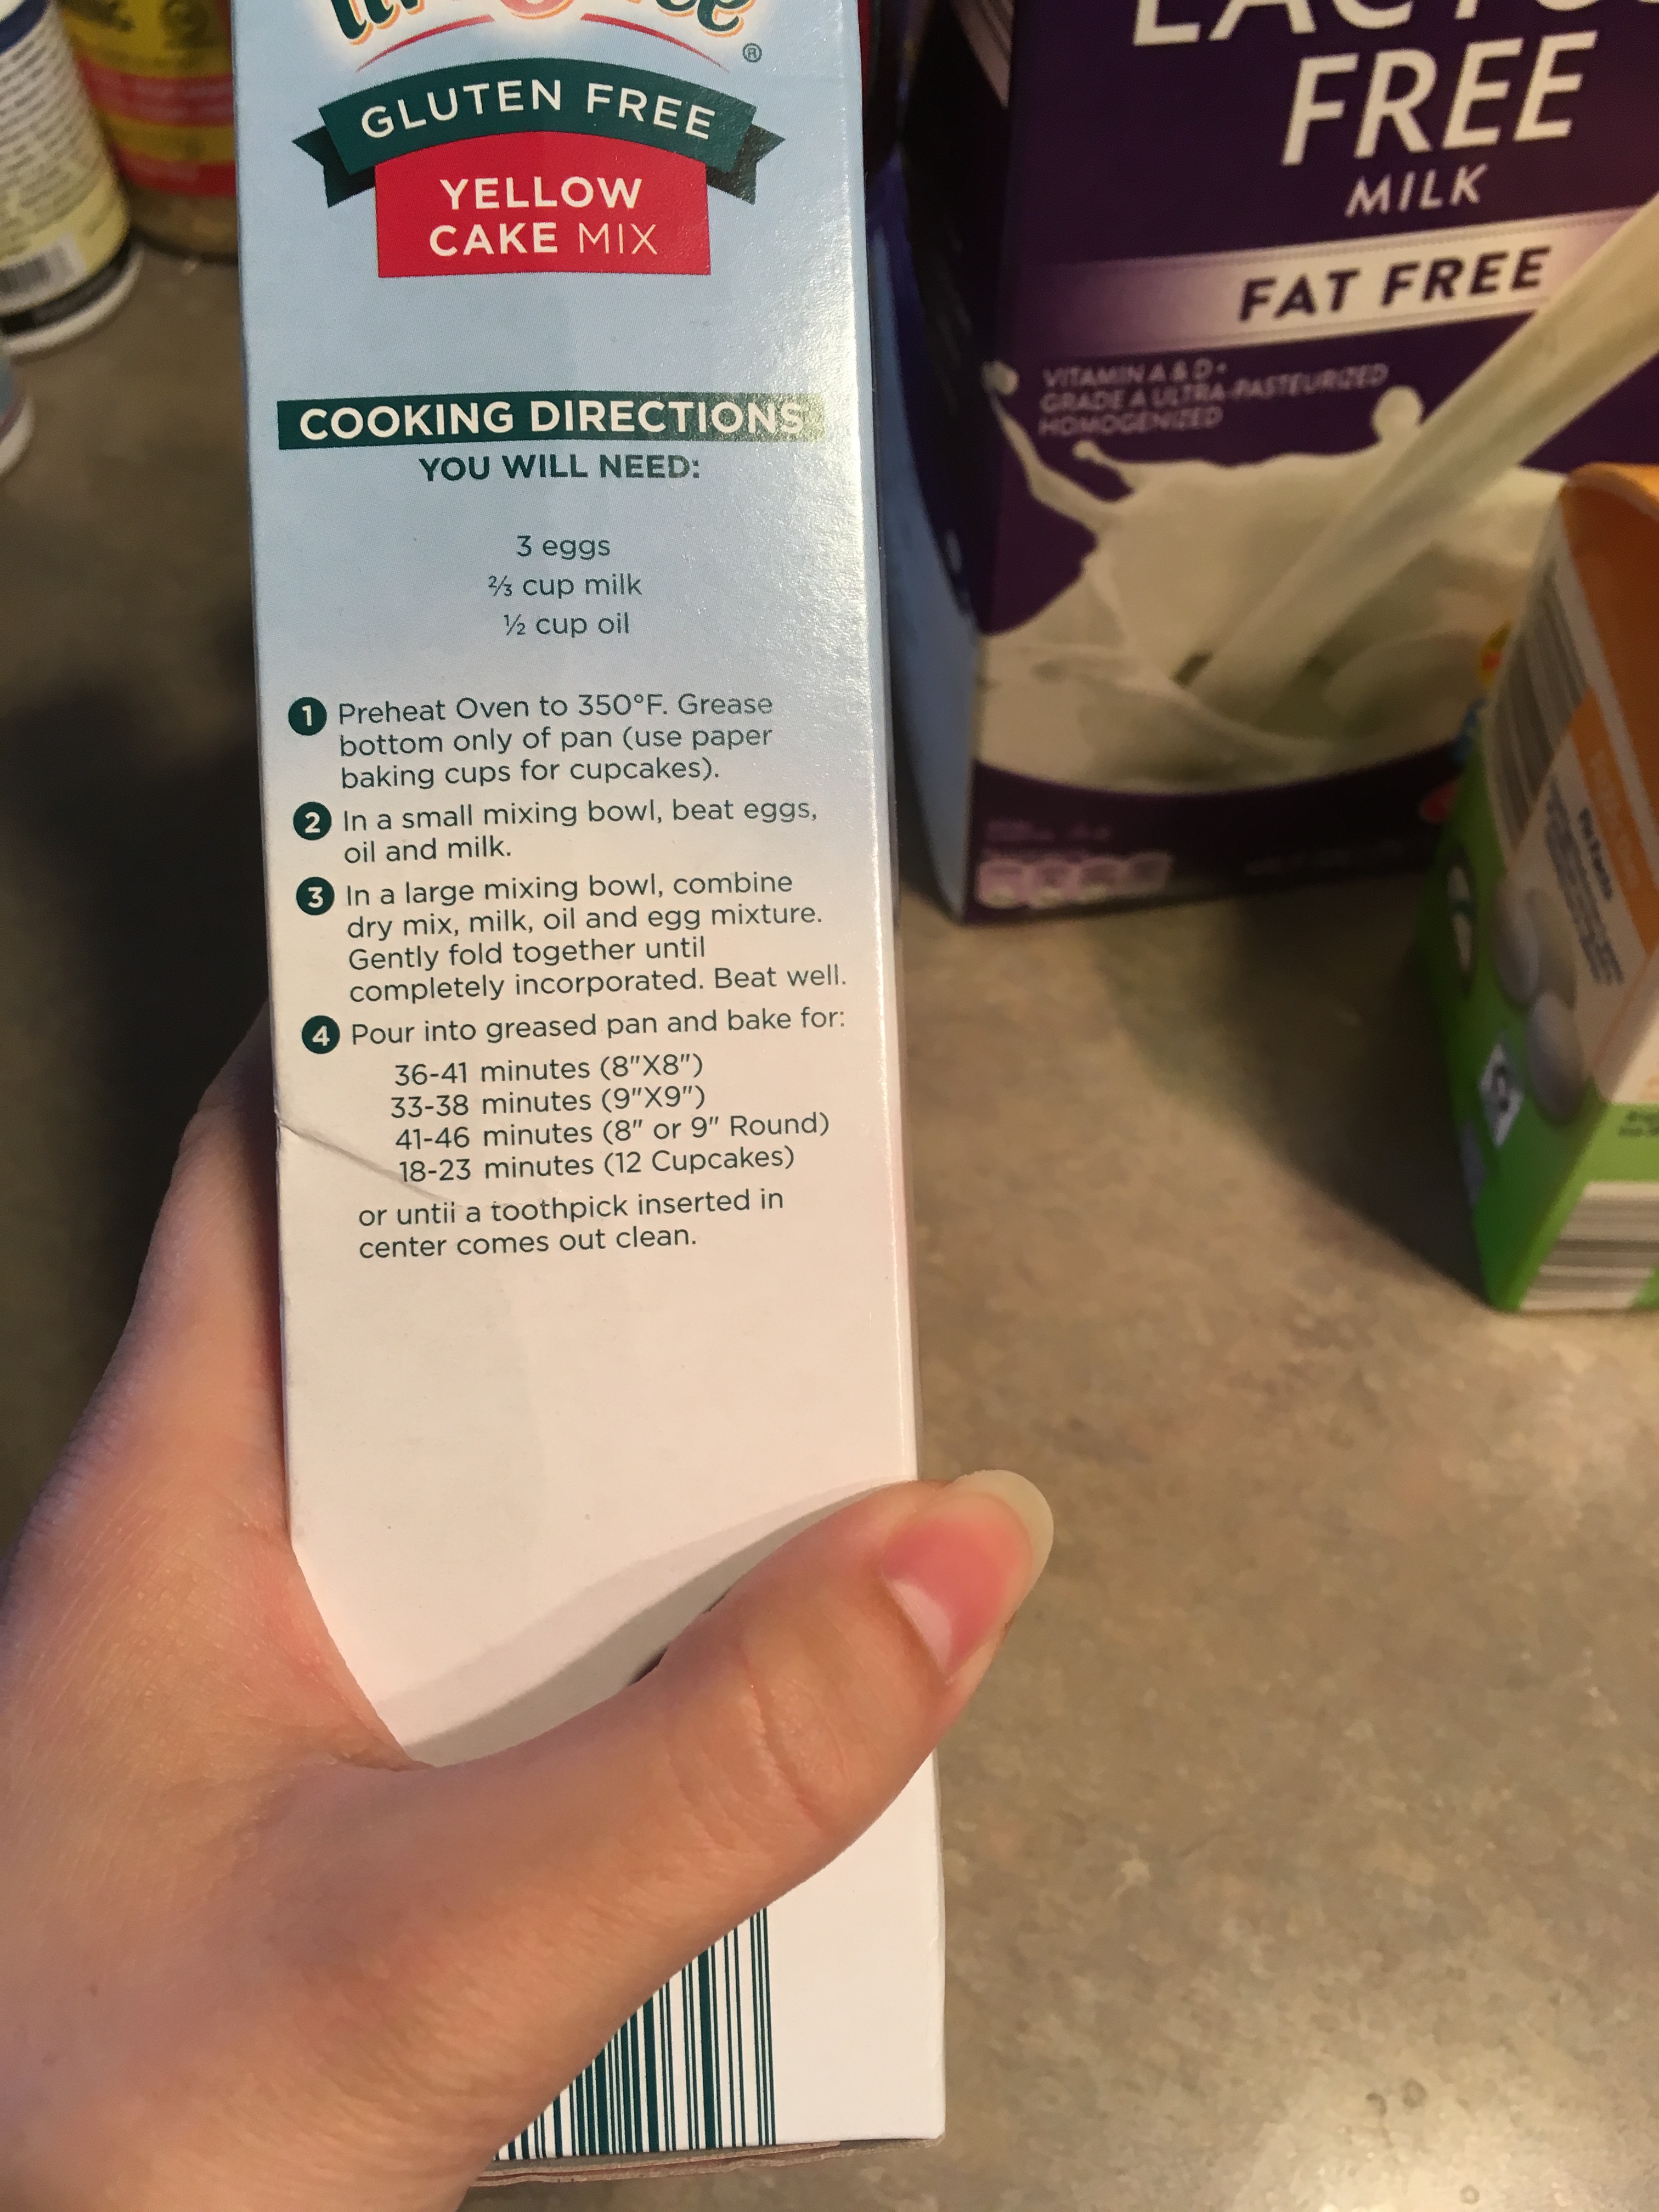 GLUTEN FREE
YELLOW
CAKE MIX
COOKING DIRECTIONS
YOU WILL NEED:
3 eggs
⅔ cup milk
½ cup oil
1 Preheat Oven to 350°F. Grease
bottom only of pan (use paper
baking cups for cupcakes).
2 In a small mixing bowl, beat eggs,
oil and milk.
3 In a large mixing bowl, combine
dry mix, milk, oil and egg mixture.
Gently fold together until
completely incorporated. Beat well.
4 Pour into greased pan and bake for:
36-41 minutes (8"X8")
33-38 minutes (9"X9")
41-46 minutes (8" or 9" Round)
18-23 minutes (12 Cupcakes)
or until a toothpick inserted in
center comes out clean.
FREE
MILK
FAT FREE
VITAMIN A & D •
GRADE A ULTRA-PASTEURIZED
HOMOGENIZED